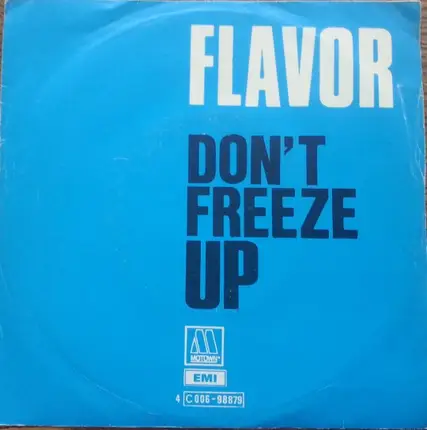 FLAVOR
DON'T
FREEZE
UP
MOTOWN
EMI
4 C 006-98879